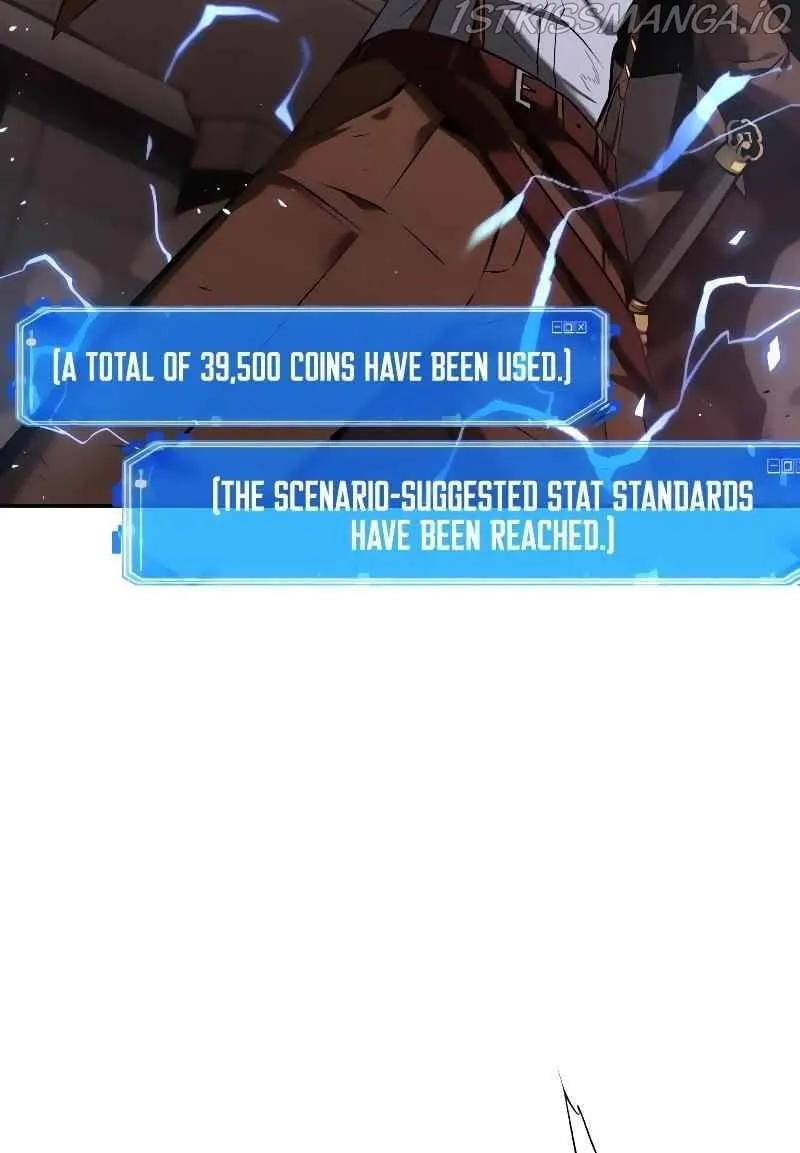 1STKISSMANGA.IO
[A TOTAL OF 39,500 COINS HAVE BEEN USED.]
[THE SCENARIO-SUGGESTED STAT STANDARDS
HAVE BEEN REACHED.]